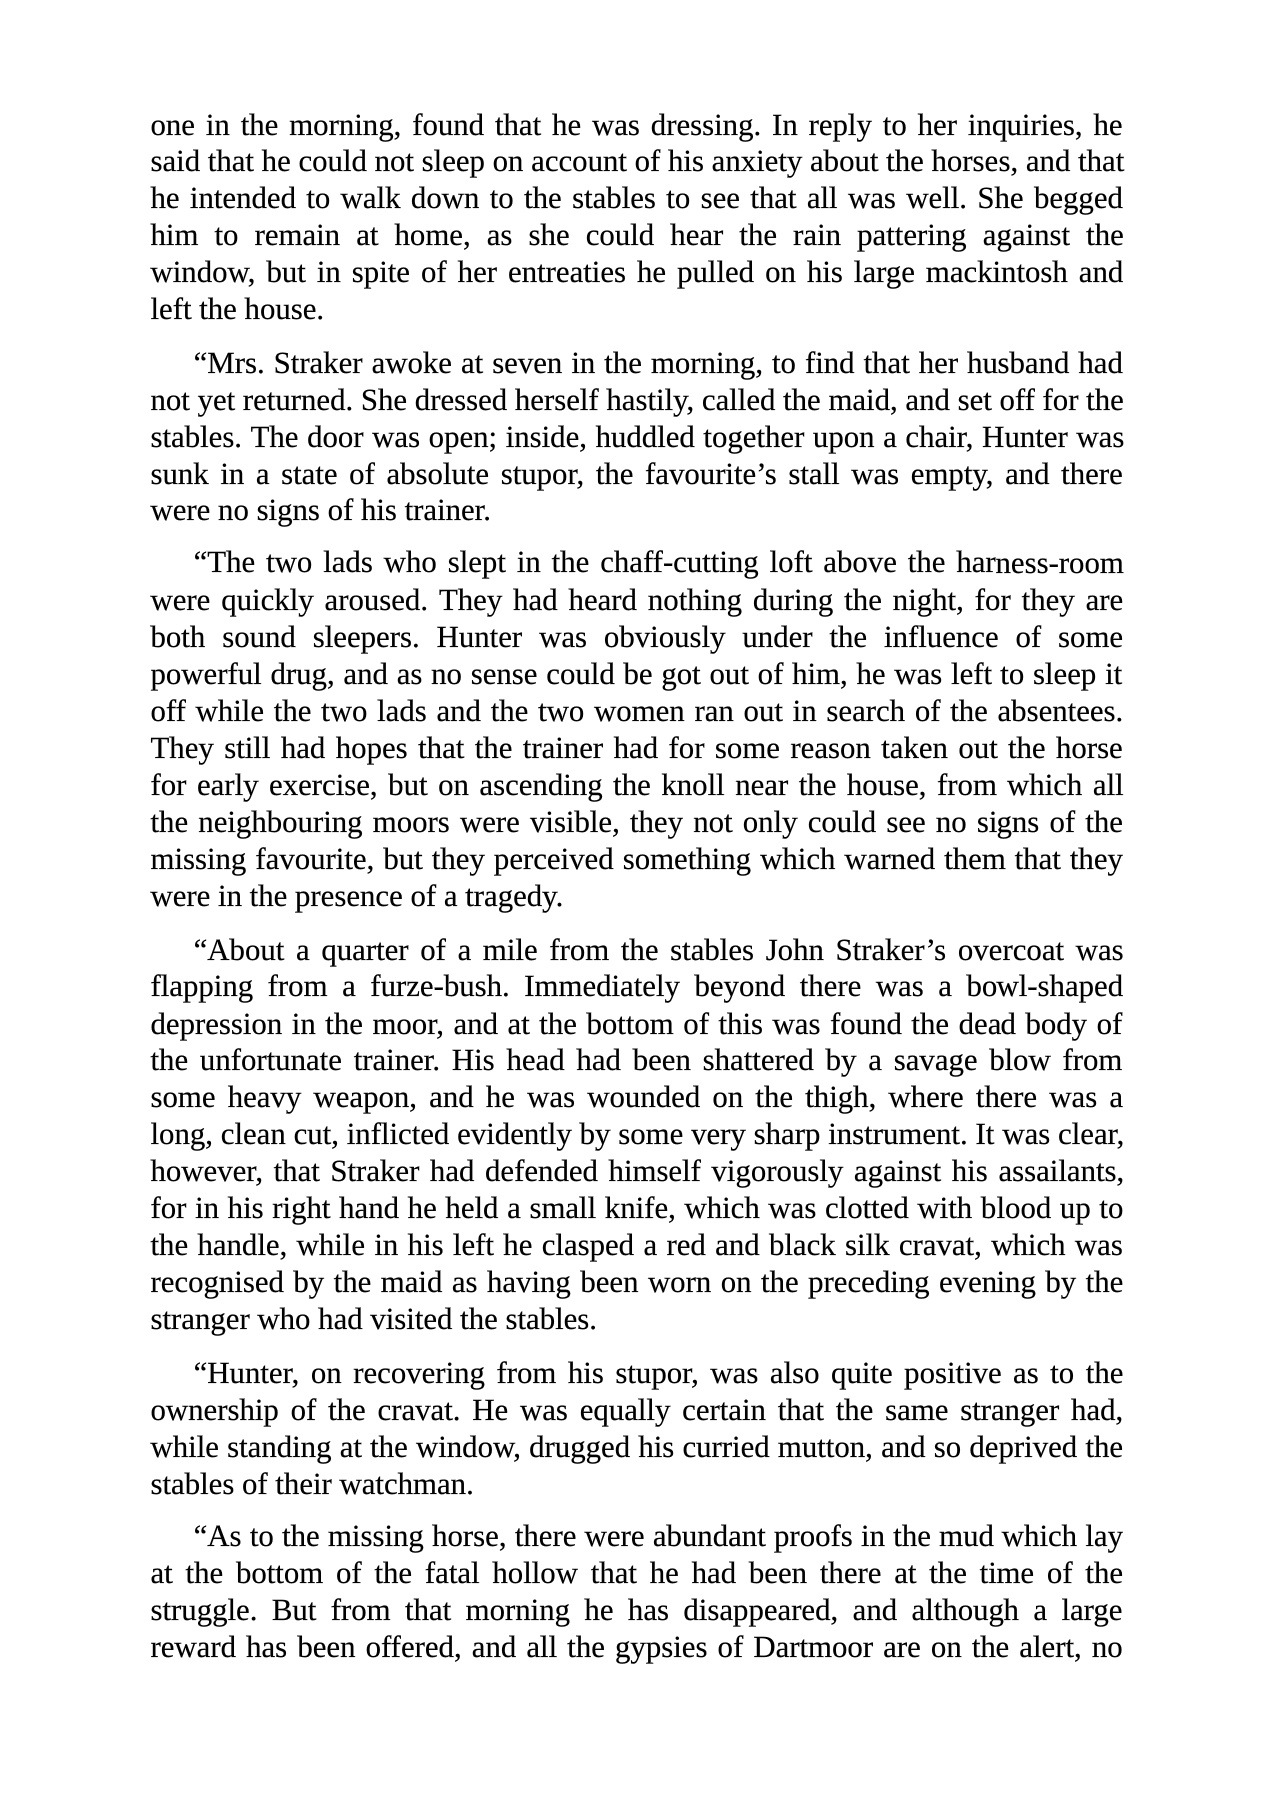 one in the morning, found that he was dressing. In reply to her inquiries, he
said that he could not sleep on account of his anxiety about the horses, and that
he intended to walk down to the stables to see that all was well. She begged
him to remain at home, as she could hear the rain pattering against the
window, but in spite of her entreaties he pulled on his large mackintosh and
left the house.
“Mrs. Straker awoke at seven in the morning, to find that her husband had
not yet returned. She dressed herself hastily, called the maid, and set off for the
stables. The door was open; inside, huddled together upon a chair, Hunter was
sunk in a state of absolute stupor, the favourite’s stall was empty, and there
were no signs of his trainer.
“The two lads who slept in the chaff-cutting loft above the harness-room
were quickly aroused. They had heard nothing during the night, for they are
both sound sleepers. Hunter was obviously under the influence of some
powerful drug, and as no sense could be got out of him, he was left to sleep it
off while the two lads and the two women ran out in search of the absentees.
They still had hopes that the trainer had for some reason taken out the horse
for early exercise, but on ascending the knoll near the house, from which all
the neighbouring moors were visible, they not only could see no signs of the
missing favourite, but they perceived something which warned them that they
were in the presence of a tragedy.
“About a quarter of a mile from the stables John Straker’s overcoat was
flapping from a furze-bush. Immediately beyond there was a bowl-shaped
depression in the moor, and at the bottom of this was found the dead body of
the unfortunate trainer. His head had been shattered by a savage blow from
some heavy weapon, and he was wounded on the thigh, where there was a
long, clean cut, inflicted evidently by some very sharp instrument. It was clear,
however, that Straker had defended himself vigorously against his assailants,
for in his right hand he held a small knife, which was clotted with blood up to
the handle, while in his left he clasped a red and black silk cravat, which was
recognised by the maid as having been worn on the preceding evening by the
stranger who had visited the stables.
“Hunter, on recovering from his stupor, was also quite positive as to the
ownership of the cravat. He was equally certain that the same stranger had,
while standing at the window, drugged his curried mutton, and so deprived the
stables of their watchman.
“As to the missing horse, there were abundant proofs in the mud which lay
at the bottom of the fatal hollow that he had been there at the time of the
struggle. But from that morning he has disappeared, and although a large
reward has been offered, and all the gypsies of Dartmoor are on the alert, no